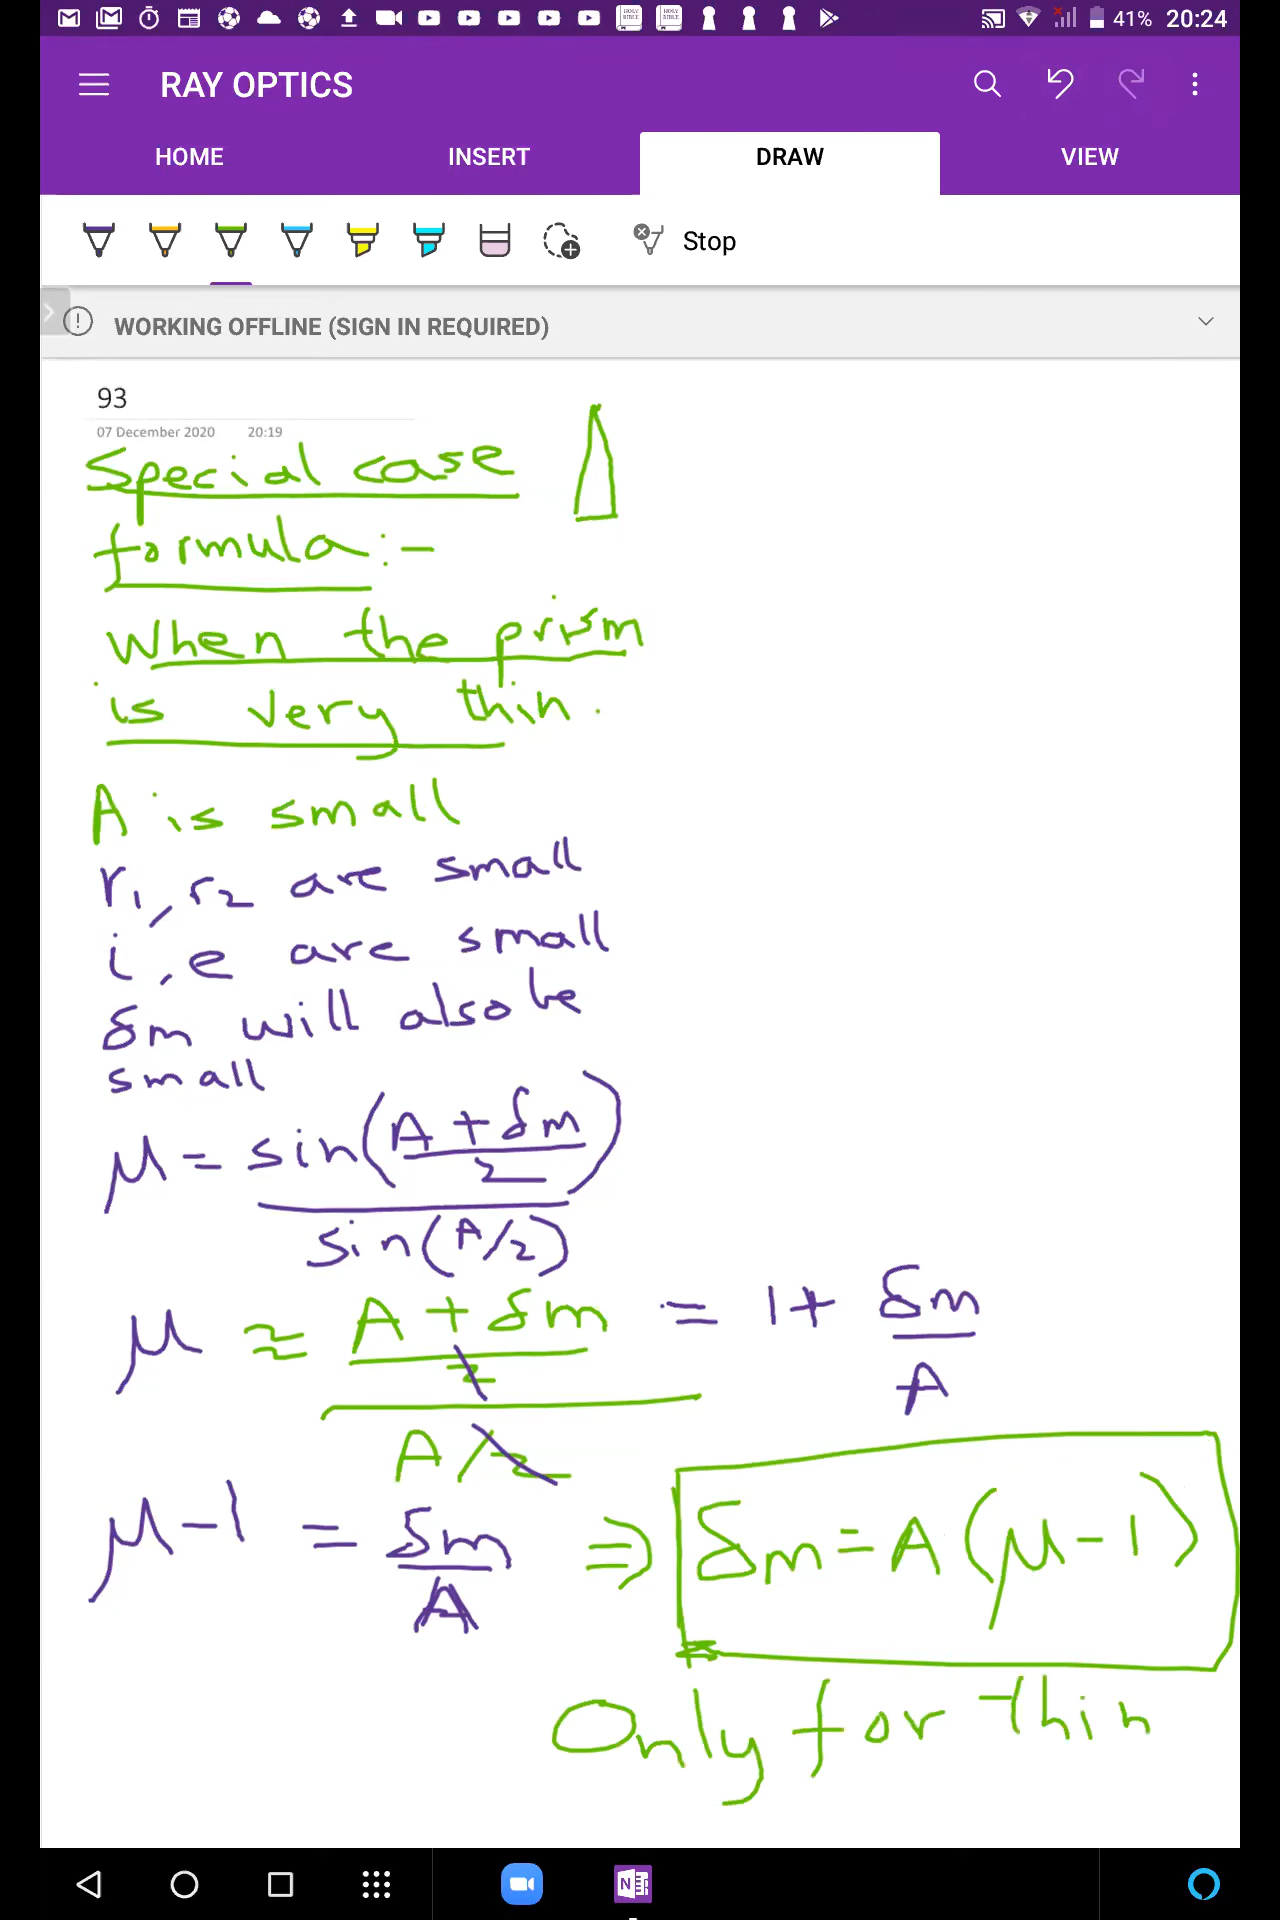 41% 20:24
RAY OPTICS
HOME INSERT DRAW VIEW
Stop
WORKING OFFLINE (SIGN IN REQUIRED)
93
07 December 2020 20:19
Special case
formula:-
When the prism
is very thin.
A is small
r₁, r₂ are small
i, e are small
δm will also be
small
μ = sin((A + δm)/2) / sin(A/2)
μ ≈ ((A + δm)/2) / (A/2) = 1 + δm/A
μ - 1 = δm/A ⇒ δm = A(μ - 1)
Only for thin